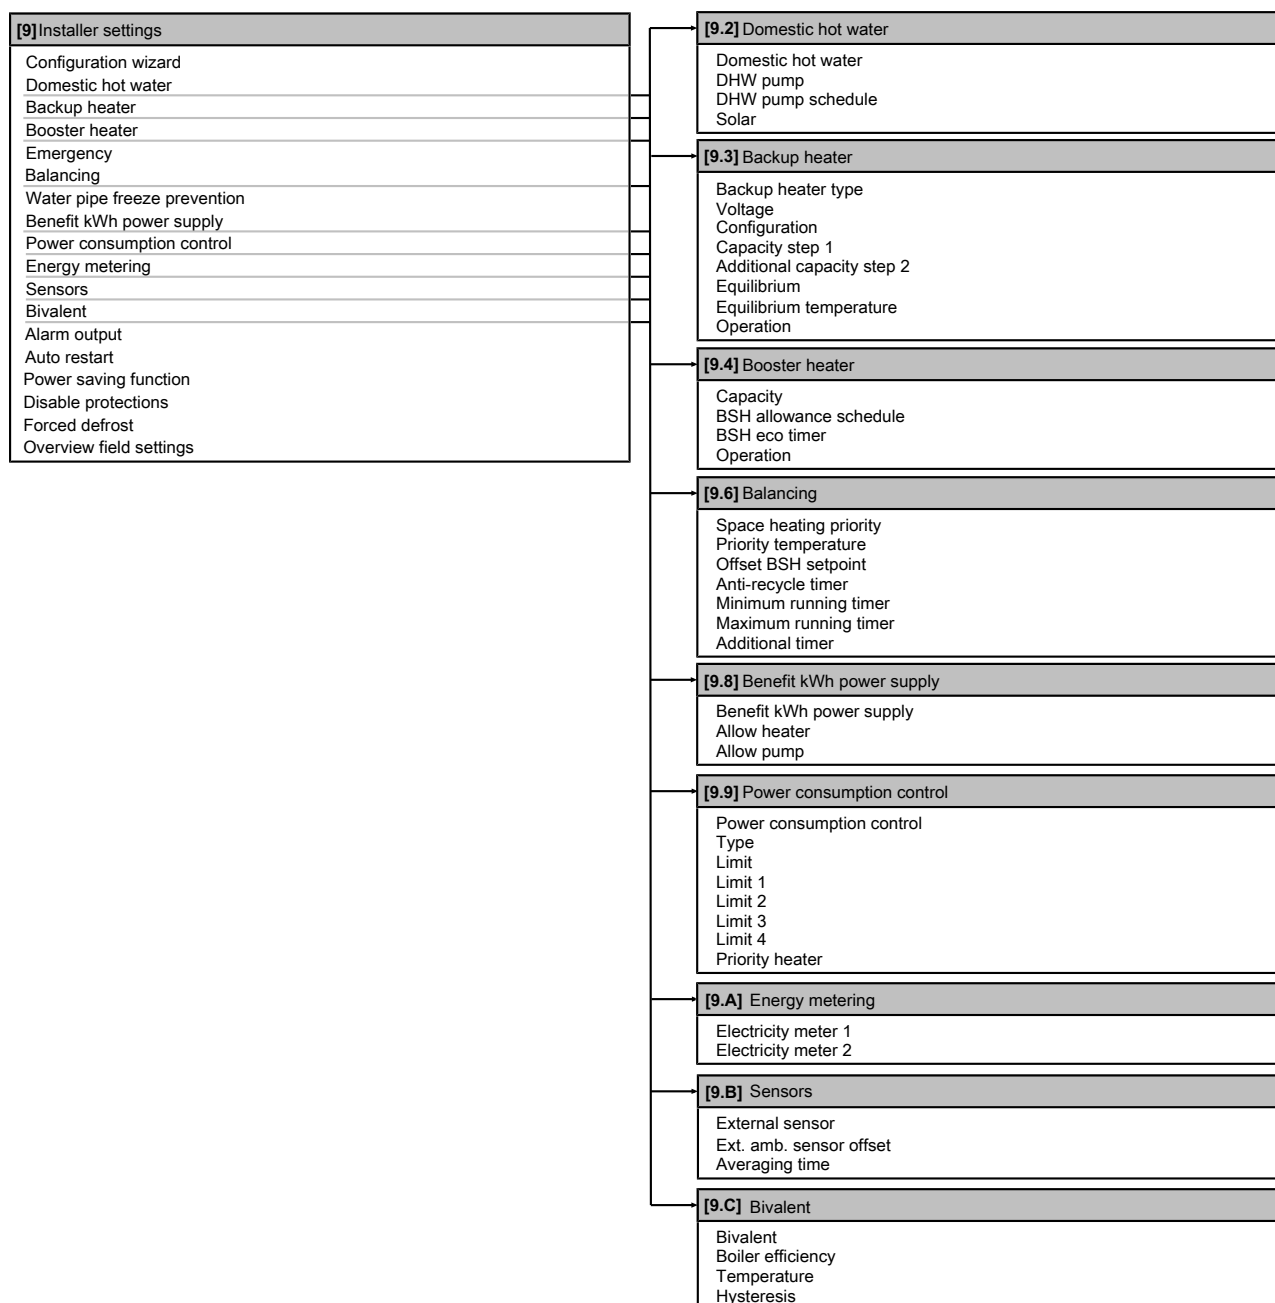 [9] Installer settings
Configuration wizard
Domestic hot water
Backup heater
Booster heater
Emergency
Balancing
Water pipe freeze prevention
Benefit kWh power supply
Power consumption control
Energy metering
Sensors
Bivalent
Alarm output
Auto restart
Power saving function
Disable protections
Forced defrost
Overview field settings
[9.2] Domestic hot water
Domestic hot water
DHW pump
DHW pump schedule
Solar
[9.3] Backup heater
Backup heater type
Voltage
Configuration
Capacity step 1
Additional capacity step 2
Equilibrium
Equilibrium temperature
Operation
[9.4] Booster heater
Capacity
BSH allowance schedule
BSH eco timer
Operation
[9.6] Balancing
Space heating priority
Priority temperature
Offset BSH setpoint
Anti-recycle timer
Minimum running timer
Maximum running timer
Additional timer
[9.8] Benefit kWh power supply
Benefit kWh power supply
Allow heater
Allow pump
[9.9] Power consumption control
Power consumption control
Type
Limit
Limit 1
Limit 2
Limit 3
Limit 4
Priority heater
[9.A] Energy metering
Electricity meter 1
Electricity meter 2
[9.B] Sensors
External sensor
Ext. amb. sensor offset
Averaging time
[9.C] Bivalent
Bivalent
Boiler efficiency
Temperature
Hysteresis